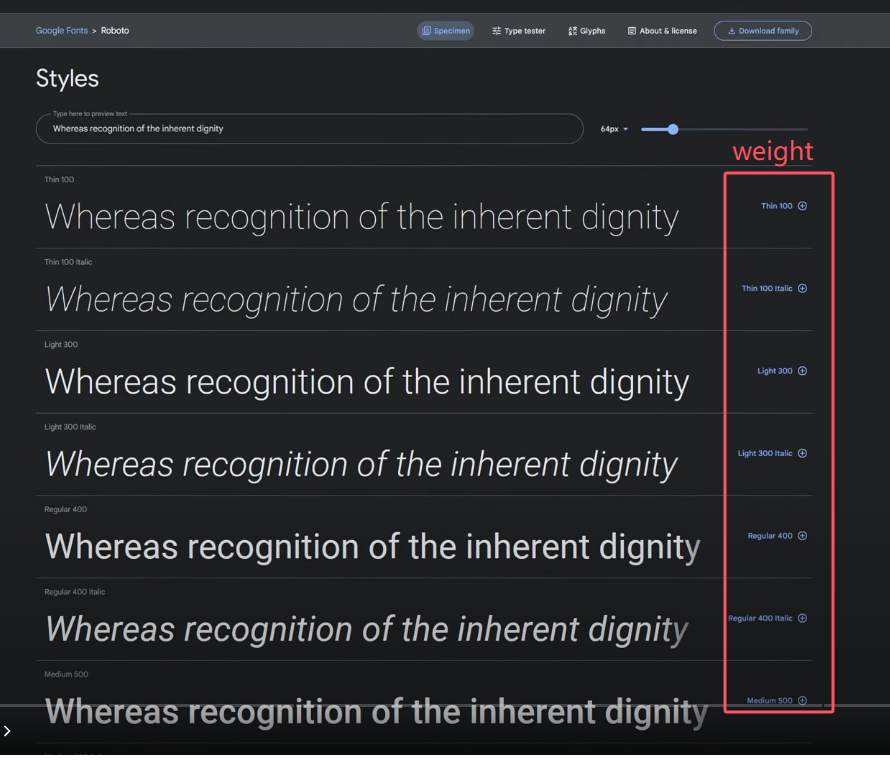 Google Fonts > Roboto
Specimen
Type tester
Glyphs
About & license
Download family
Styles
Type here to preview text
Whereas recognition of the inherent dignity
64px
weight
Thin 100
Whereas recognition of the inherent dignity
Thin 100
Thin 100 Italic
Whereas recognition of the inherent dignity
Thin 100 Italic
Light 300
Whereas recognition of the inherent dignity
Light 300
Light 300 Italic
Whereas recognition of the inherent dignity
Light 300 Italic
Regular 400
Whereas recognition of the inherent dignity
Regular 400
Regular 400 Italic
Whereas recognition of the inherent dignity
Regular 400 Italic
Medium 500
Whereas recognition of the inherent dignity
Medium 500